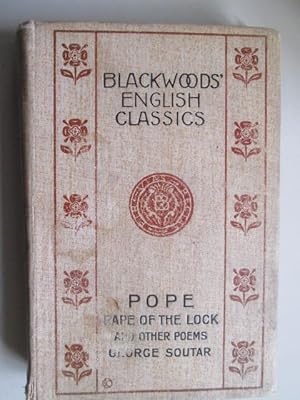 BLACKWOODS'
ENGLISH
CLASSICS
POPE
RAPE OF THE LOCK
AND OTHER POEMS
GEORGE SOUTAR